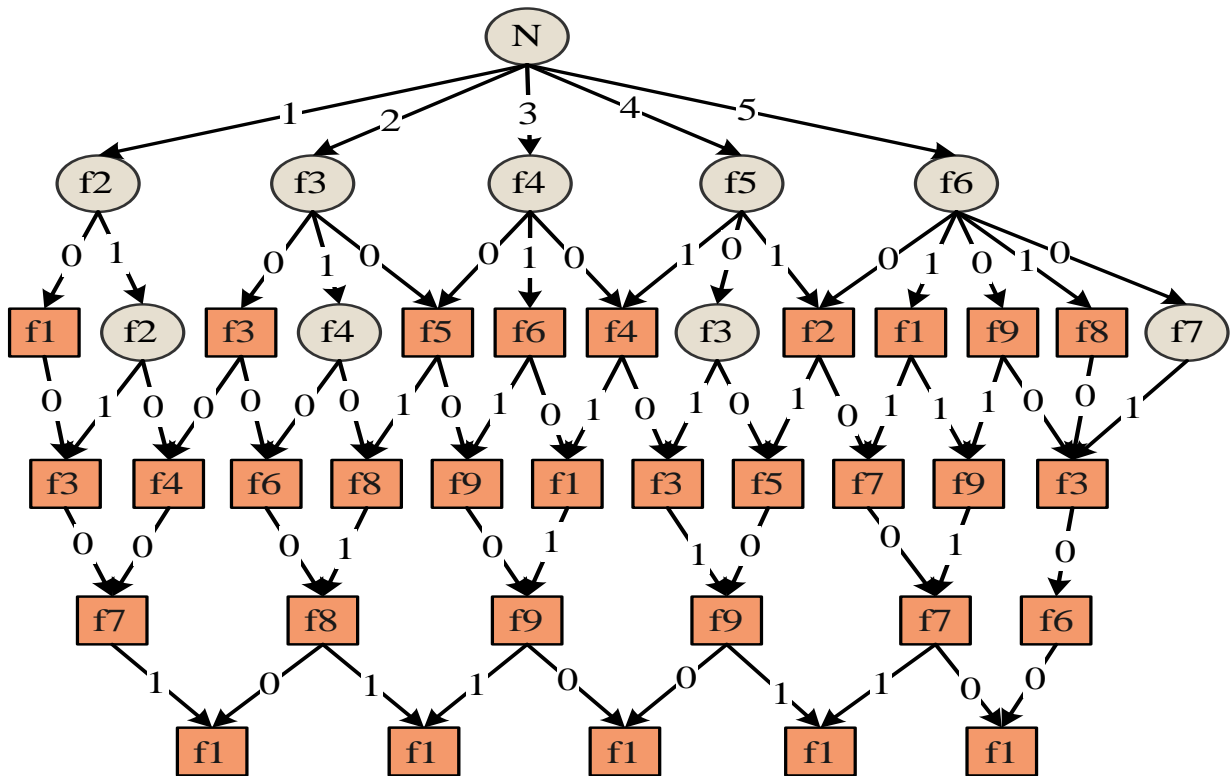 N
1 2 3 4 5
f2 f3 f4 f5 f6
0 1 0 1 0 0 1 0 1 0 1 0 1 0 1 0
f1 f2 f3 f4 f5 f6 f4 f3 f2 f1 f9 f8 f7
0 1 0 0 0 0 1 0 1 0 1 0 1 0 1 0 1 1 1 0 0 1
f3 f4 f6 f8 f9 f1 f3 f5 f7 f9 f3
0 0 0 1 0 1 1 0 0 1 0
f7 f8 f9 f9 f7 f6
1 0 1 1 0 0 1 1 0 0
f1 f1 f1 f1 f1